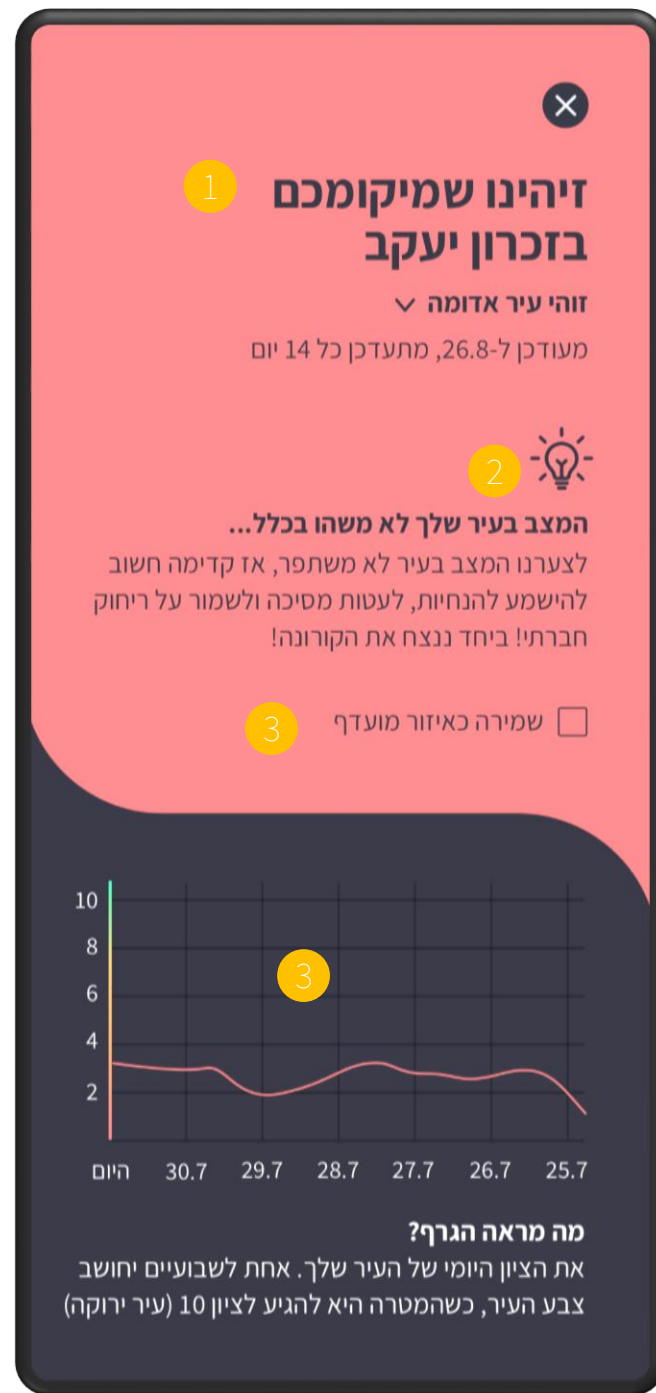 זיהינו שמיקומכם
1
בזכרון יעקב
זוהי עיר אדומה
מעודכן ל-26.8, מתעדכן כל 14 יום
2
המצב בעיר שלך לא משהו בכלל...
לצערנו המצב בעיר לא משתפר, אז קדימה חשוב
להישמע להנחיות, לעטות מסיכה ולשמור על ריחוק
חברתי! ביחד ננצח את הקורונה!
שמירה כאיזור מועדף
3
10
8
6
4
2
3
היום 30.7 29.7 28.7 27.7 26.7 25.7
מה מראה הגרף?
את הציון היומי של העיר שלך. אחת לשבועיים יחושב
צבע העיר, כשהמטרה היא להגיע לציון 10 (עיר ירוקה)